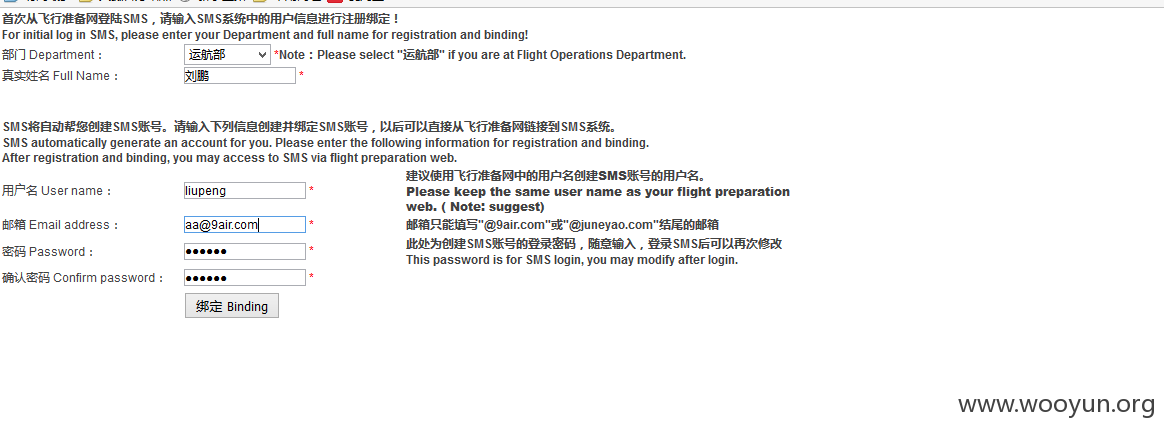 首次从飞行准备网登陆SMS，请输入SMS系统中的用户信息进行注册绑定！
For initial log in SMS, please enter your Department and full name for registration and binding!
部门 Department： 运航部 *Note：Please select "运航部" if you are at Flight Operations Department.
真实姓名 Full Name： 刘鹏 *
SMS将自动帮您创建SMS账号。请输入下列信息创建并绑定SMS账号，以后可以直接从飞行准备网链接到SMS系统。
SMS automatically generate an account for you. Please enter the following information for registration and binding.
After registration and binding, you may access to SMS via flight preparation web.
用户名 User name： liupeng *
建议使用飞行准备网中的用户名创建SMS账号的用户名。
Please keep the same user name as your flight preparation
web. ( Note: suggest)
邮箱 Email address： aa@9air.com * 邮箱只能填写"@9air.com"或"@juneyao.com"结尾的邮箱
密码 Password： ●●●●●● *
此处为创建SMS账号的登录密码，随意输入，登录SMS后可以再次修改
This password is for SMS login, you may modify after login.
确认密码 Confirm password： ●●●●●● *
绑定 Binding
www.wooyun.org